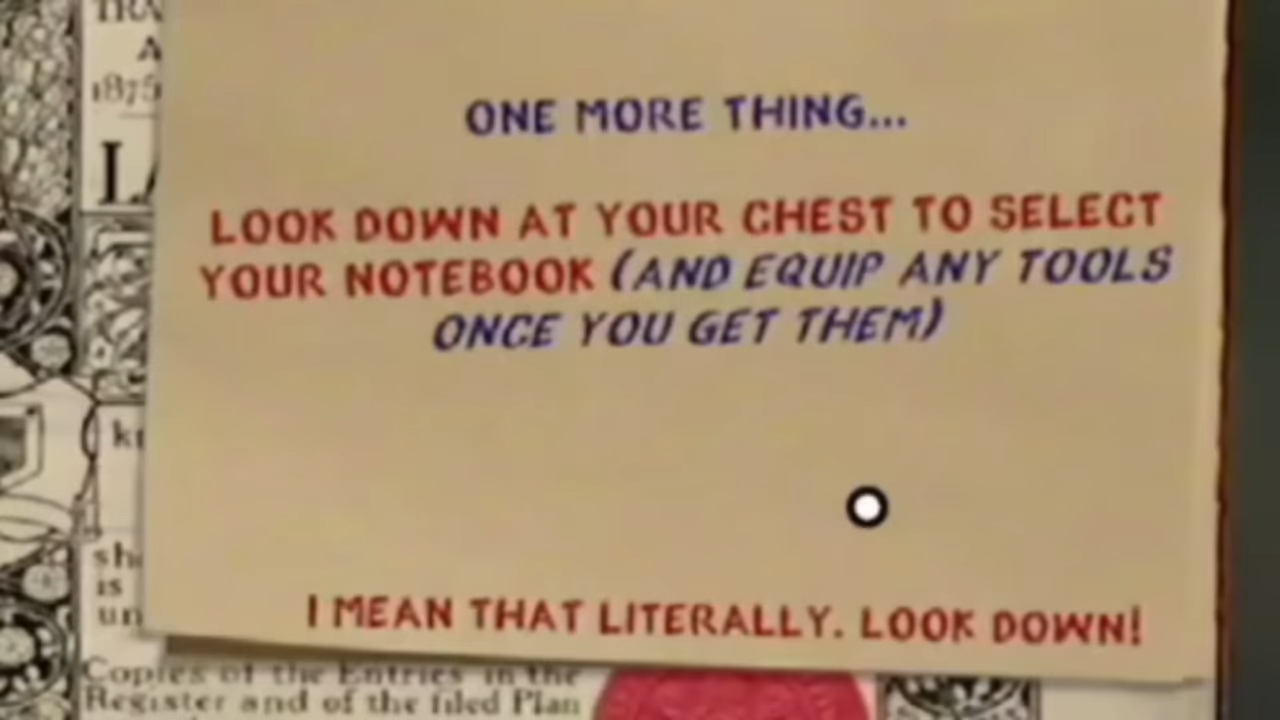 1875
ONE MORE THING...
LOOK DOWN AT YOUR CHEST TO SELECT
YOUR NOTEBOOK (AND EQUIP ANY TOOLS
ONCE YOU GET THEM)
I MEAN THAT LITERALLY. LOOK DOWN!
is
Copies of the Entries in the
Register and of the filed Plan